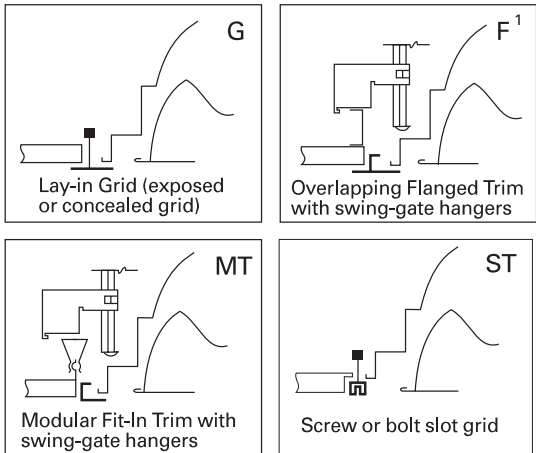 G
Lay-in Grid (exposed
or concealed grid)
F 1
Overlapping Flanged Trim
with swing-gate hangers
MT
Modular Fit-In Trim with
swing-gate hangers
ST
Screw or bolt slot grid